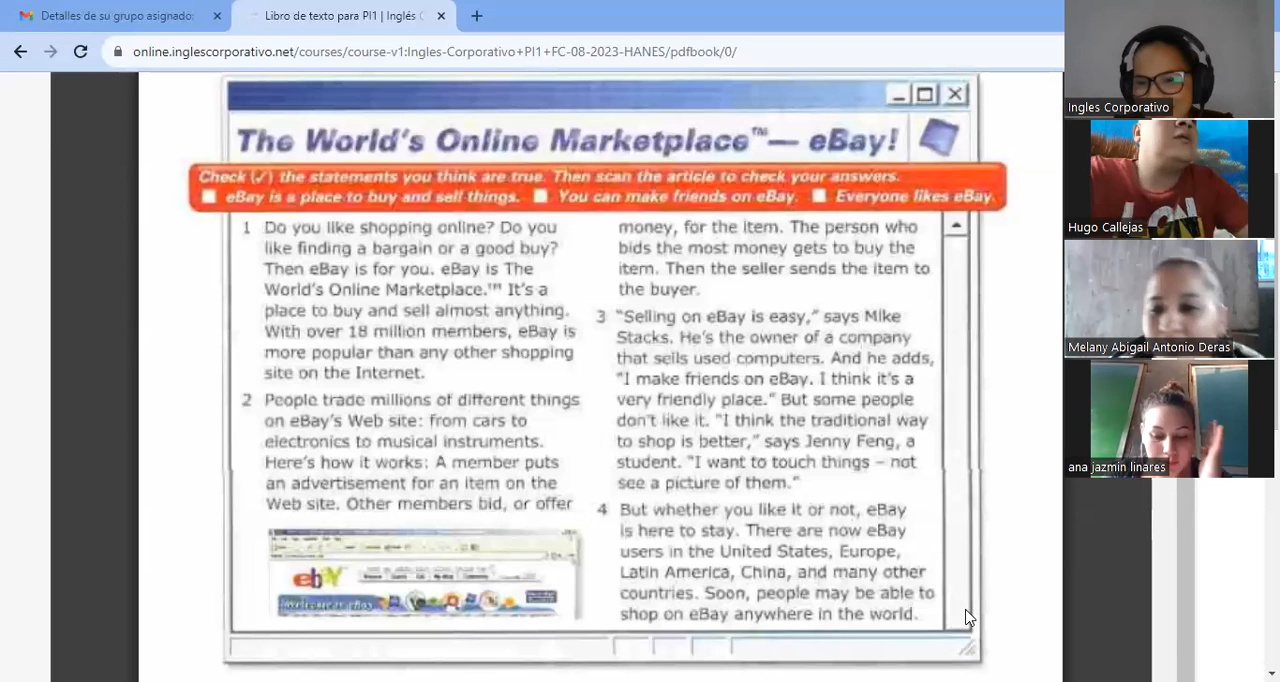 Detalles de su grupo asignado:
Libro de texto para PI1 | Inglés C
online.inglescorporativo.net/courses/course-v1:Ingles-Corporativo+PI1+FC-08-2023-HANES/pdfbook/0/
The World's Online Marketplace™— eBay!
Check (✓) the statements you think are true. Then scan the article to check your answers.
eBay is a place to buy and sell things. You can make friends on eBay. Everyone likes eBay.
1 Do you like shopping online? Do you
like finding a bargain or a good buy?
Then eBay is for you. eBay is The
World's Online Marketplace.™ It's a
place to buy and sell almost anything.
With over 18 million members, eBay is
more popular than any other shopping
site on the Internet.
2 People trade millions of different things
on eBay's Web site: from cars to
electronics to musical instruments.
Here's how it works: A member puts
an advertisement for an item on the
Web site. Other members bid, or offer
money, for the item. The person who
bids the most money gets to buy the
item. Then the seller sends the item to
the buyer.
3 "Selling on eBay is easy," says Mike
Stacks. He's the owner of a company
that sells used computers. And he adds,
"I make friends on eBay. I think it's a
very friendly place." But some people
don't like it. "I think the traditional way
to shop is better," says Jenny Feng, a
student. "I want to touch things – not
see a picture of them."
4 But whether you like it or not, eBay
is here to stay. There are now eBay
users in the United States, Europe,
Latin America, China, and many other
countries. Soon, people may be able to
shop on eBay anywhere in the world.
ebY
Welcome to eBay
Ingles Corporativo
Hugo Callejas
Melany Abigail Antonio Deras
ana jazmin linares